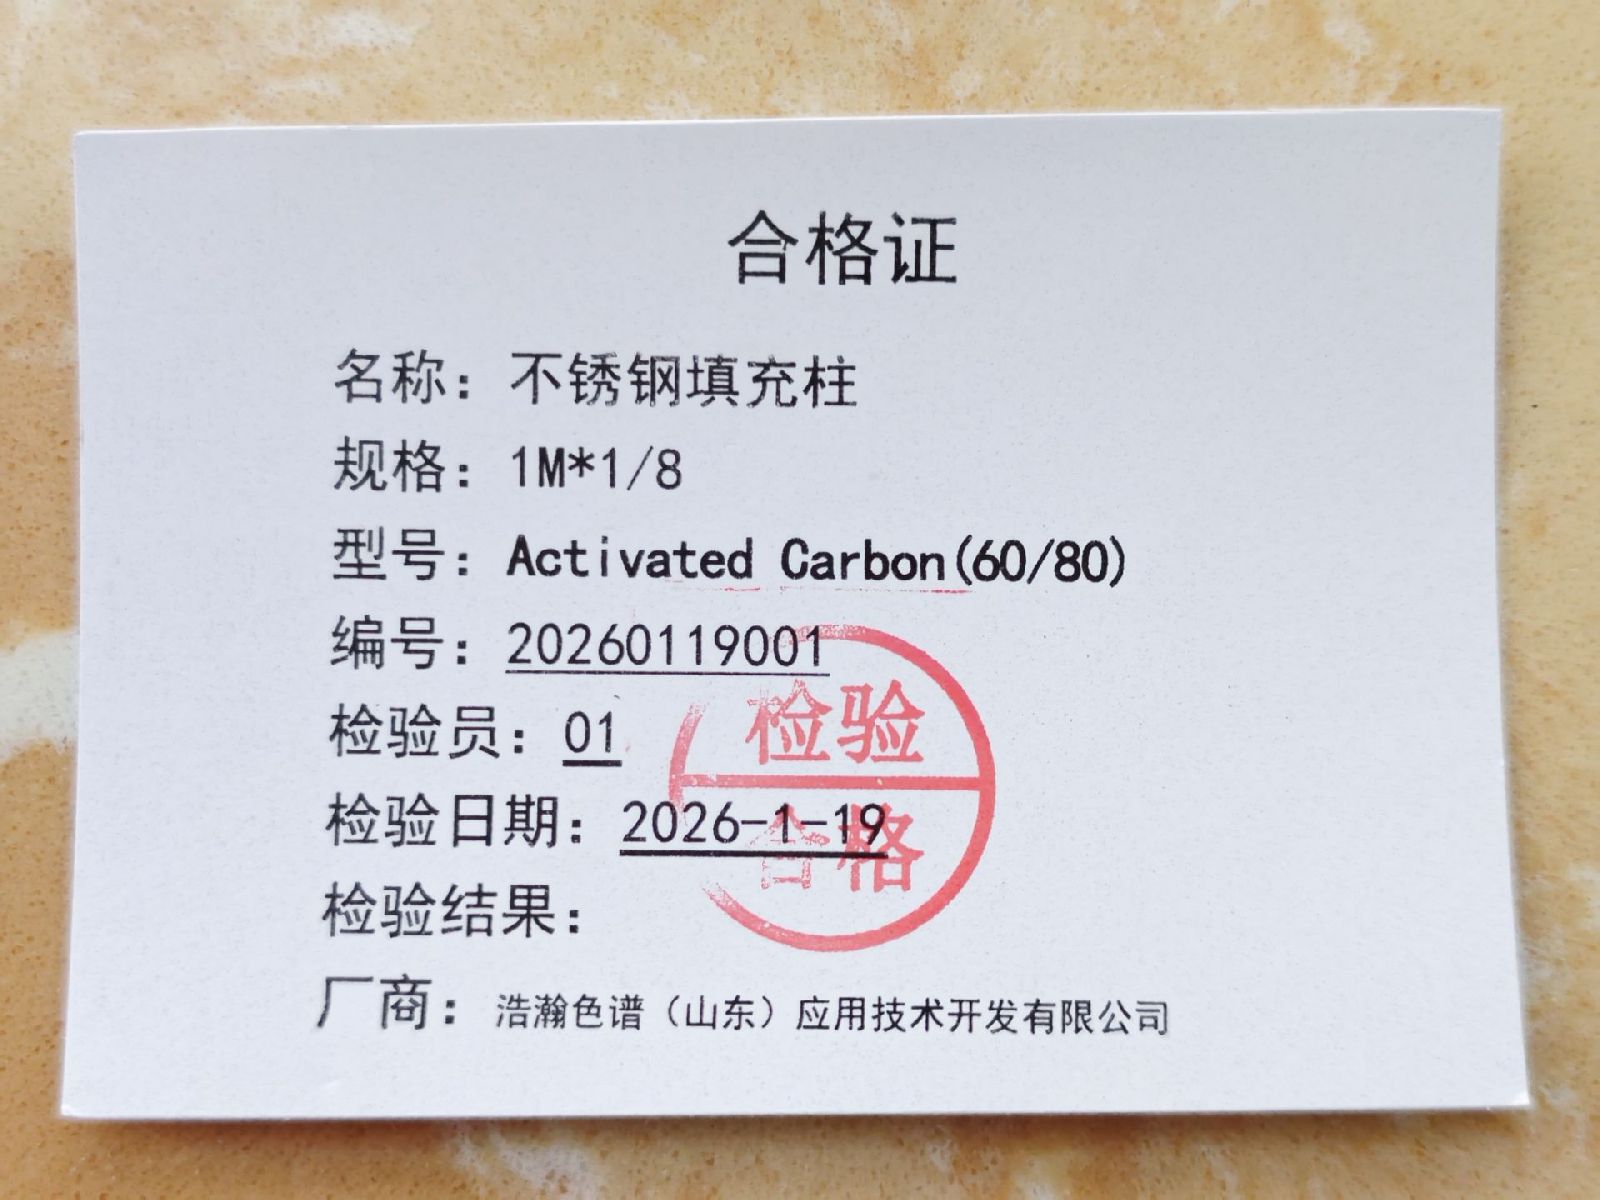 合格证
名称：不锈钢填充柱
规格：1M*1/8
型号：Activated Carbon(60/80)
编号：20260119001
检验员：01
检验日期：2026-1-19
检验结果：
厂商：浩瀚色谱（山东）应用技术开发有限公司
检验
合格